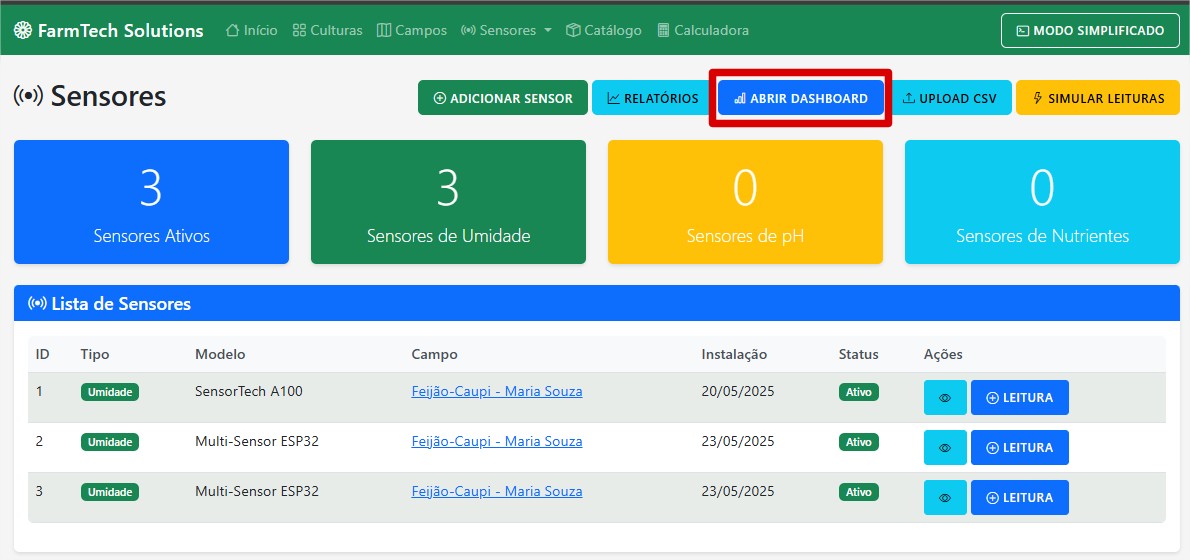 FarmTech Solutions Início Culturas Campos Sensores Catálogo Calculadora MODO SIMPLIFICADO
Sensores ADICIONAR SENSOR RELATÓRIOS ABRIR DASHBOARD UPLOAD CSV SIMULAR LEITURAS
3 3 0 0
Sensores Ativos Sensores de Umidade Sensores de pH Sensores de Nutrientes
Lista de Sensores
ID Tipo Modelo Campo Instalação Status Ações
1 Umidade SensorTech A100 Feijão-Caupi - Maria Souza 20/05/2025 Ativo LEITURA
2 Umidade Multi-Sensor ESP32 Feijão-Caupi - Maria Souza 23/05/2025 Ativo LEITURA
3 Umidade Multi-Sensor ESP32 Feijão-Caupi - Maria Souza 23/05/2025 Ativo LEITURA